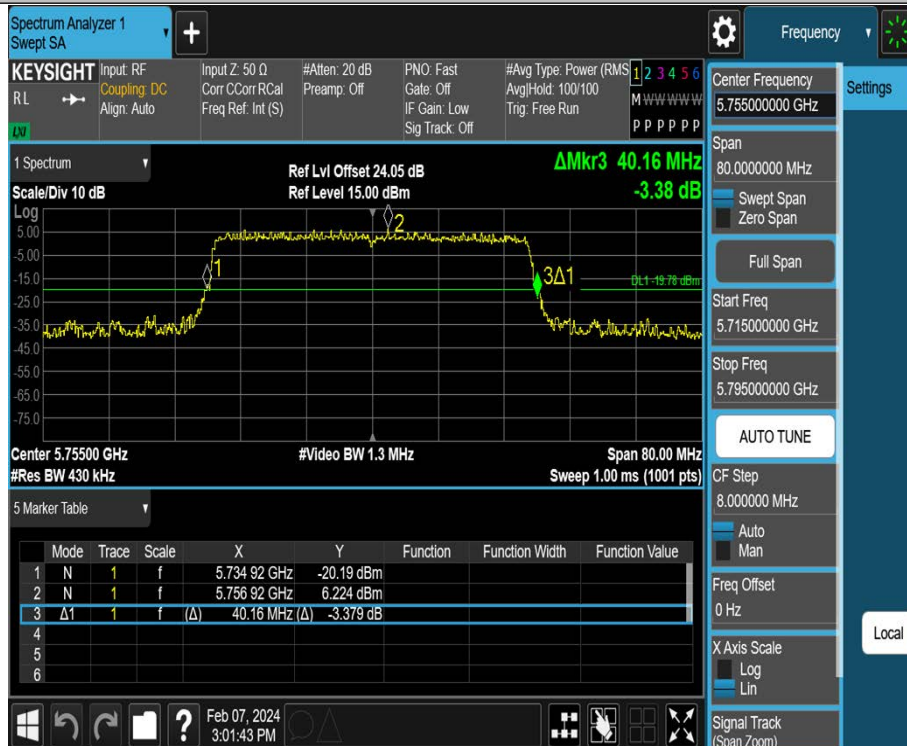 Spectrum Analyzer 1
Swept SA
+
Frequency
KEYSIGHT
RL
LXI
Input: RF
Coupling: DC
Align: Auto
Input Z: 50 Ω
Corr CCorr RCal
Freq Ref: Int (S)
#Atten: 20 dB
Preamp: Off
PNO: Fast
Gate: Off
IF Gain: Low
Sig Track: Off
#Avg Type: Power (RMS
Avg|Hold: 100/100
Trig: Free Run
1 2 3 4 5 6
M W W W W W
P P P P P P
1 Spectrum
Scale/Div 10 dB
Log
Ref Lvl Offset 24.05 dB
Ref Level 15.00 dBm
ΔMkr3 40.16 MHz
-3.38 dB
5.00
-5.00
-15.0
-25.0
-35.0
-45.0
-55.0
-65.0
-75.0
1
2
3Δ1
DL1 -19.78 dBm
Center 5.75500 GHz
#Res BW 430 kHz
#Video BW 1.3 MHz
Span 80.00 MHz
Sweep 1.00 ms (1001 pts)
5 Marker Table
Mode Trace Scale X Y Function Function Width Function Value
1 N 1 f 5.734 92 GHz -20.19 dBm
2 N 1 f 5.756 92 GHz 6.224 dBm
3 Δ1 1 f (Δ) 40.16 MHz (Δ) -3.379 dB
4
5
6
?
Feb 07, 2024
3:01:43 PM
Center Frequency
5.755000000 GHz
Settings
Span
80.0000000 MHz
Swept Span
Zero Span
Full Span
Start Freq
5.715000000 GHz
Stop Freq
5.795000000 GHz
AUTO TUNE
CF Step
8.000000 MHz
Auto
Man
Freq Offset
0 Hz
Local
X Axis Scale
Log
Lin
Signal Track
(Span Zoom)